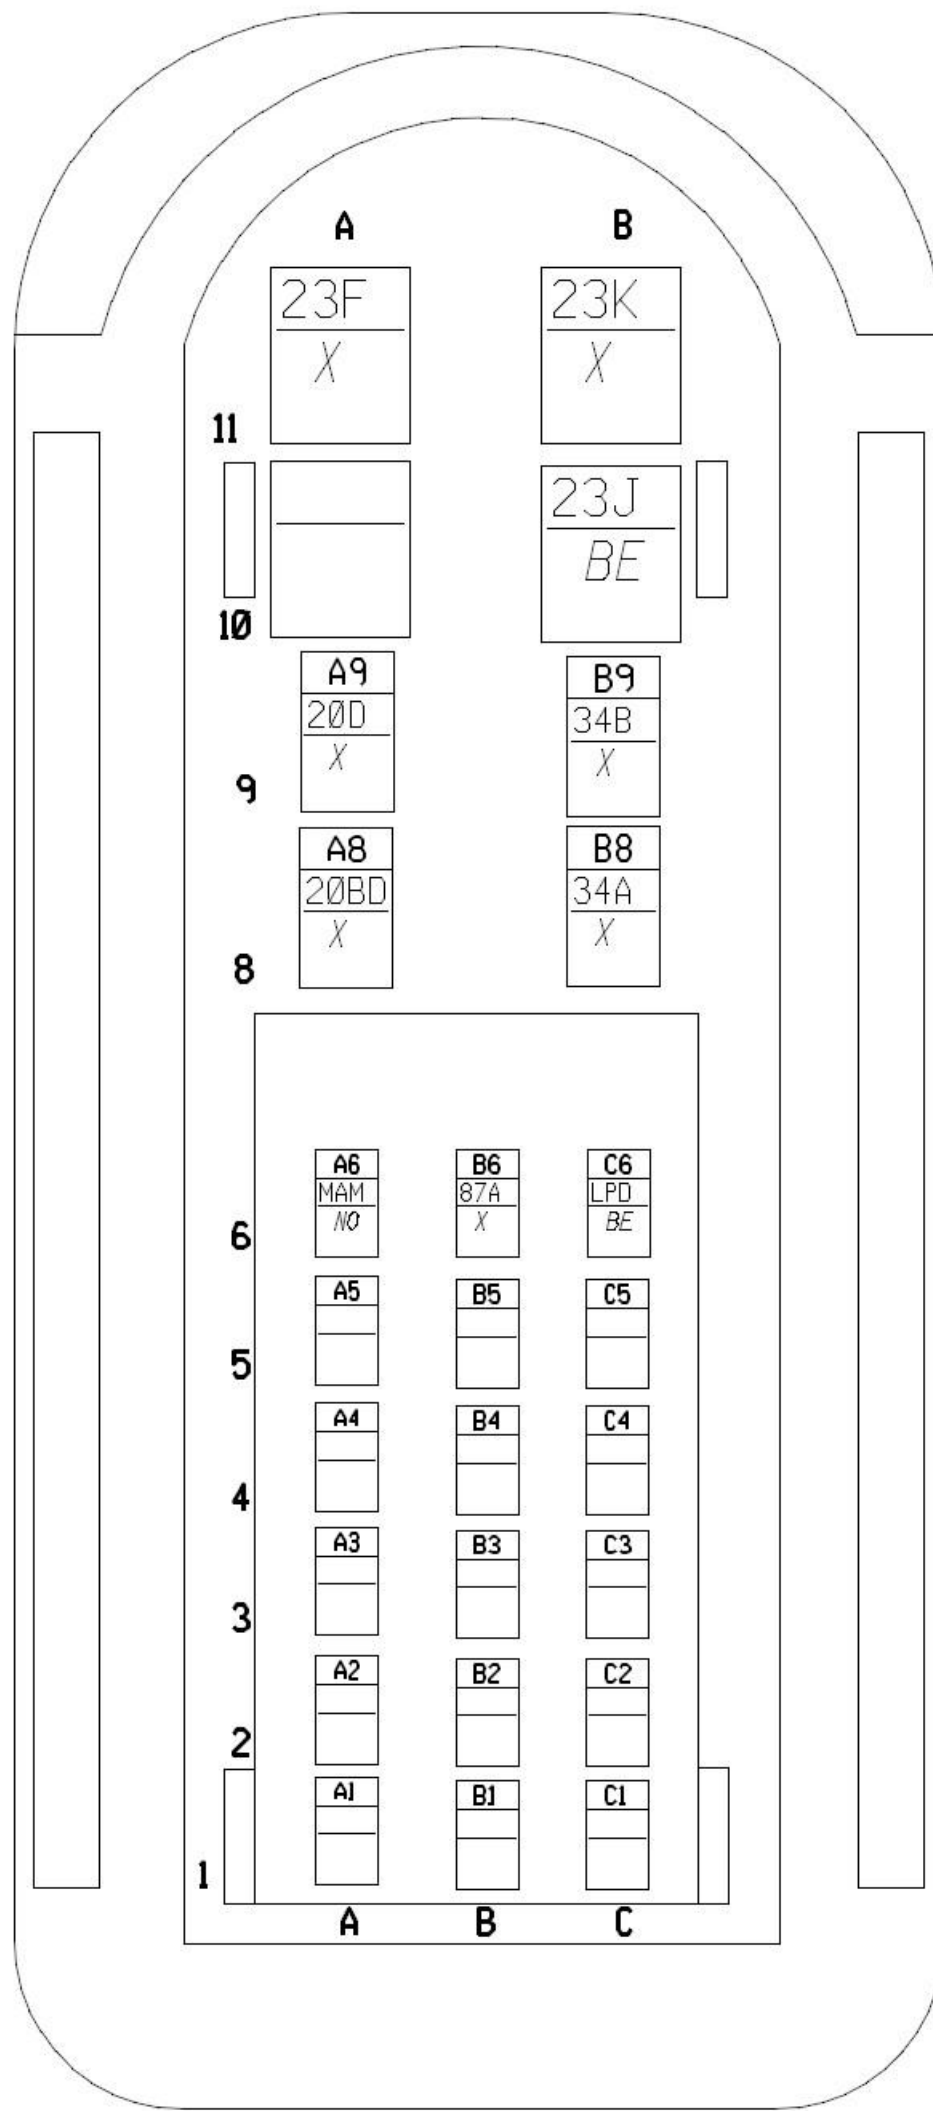 A B
23F 23K
X X
11
23J
BE
10
A9 B9
20D 34B
X X
9
A8 B8
20BD 34A
X X
8
A6 B6 C6
MAM 87A LPD
NO X BE
6
A5 B5 C5
5
A4 B4 C4
4
A3 B3 C3
3
A2 B2 C2
2
A1 B1 C1
1
A B C